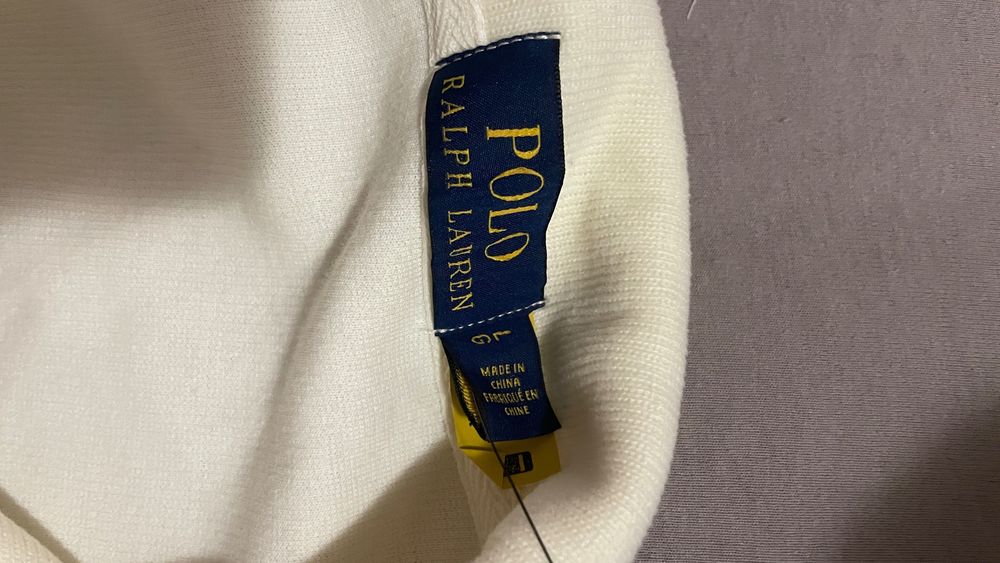 POLO
RALPH LAUREN
L
G
MADE IN
CHINA
FABRIQUÉ EN
CHINE